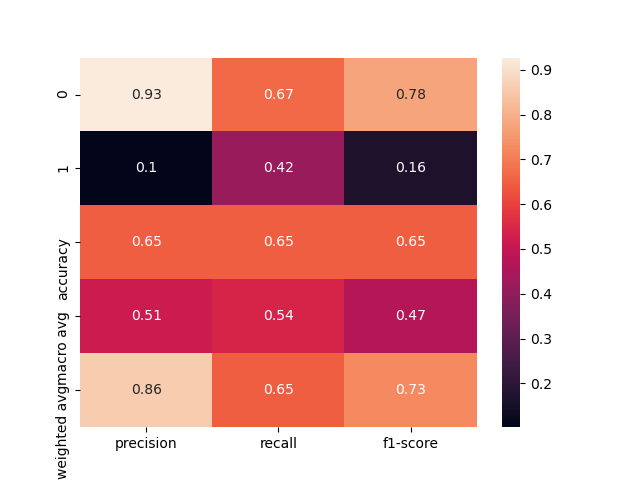 0 0.93 0.67 0.78
1 0.1 0.42 0.16
accuracy 0.65 0.65 0.65
macro avg 0.51 0.54 0.47
weighted avg 0.86 0.65 0.73
precision recall f1-score
0.9
0.8
0.7
0.6
0.5
0.4
0.3
0.2